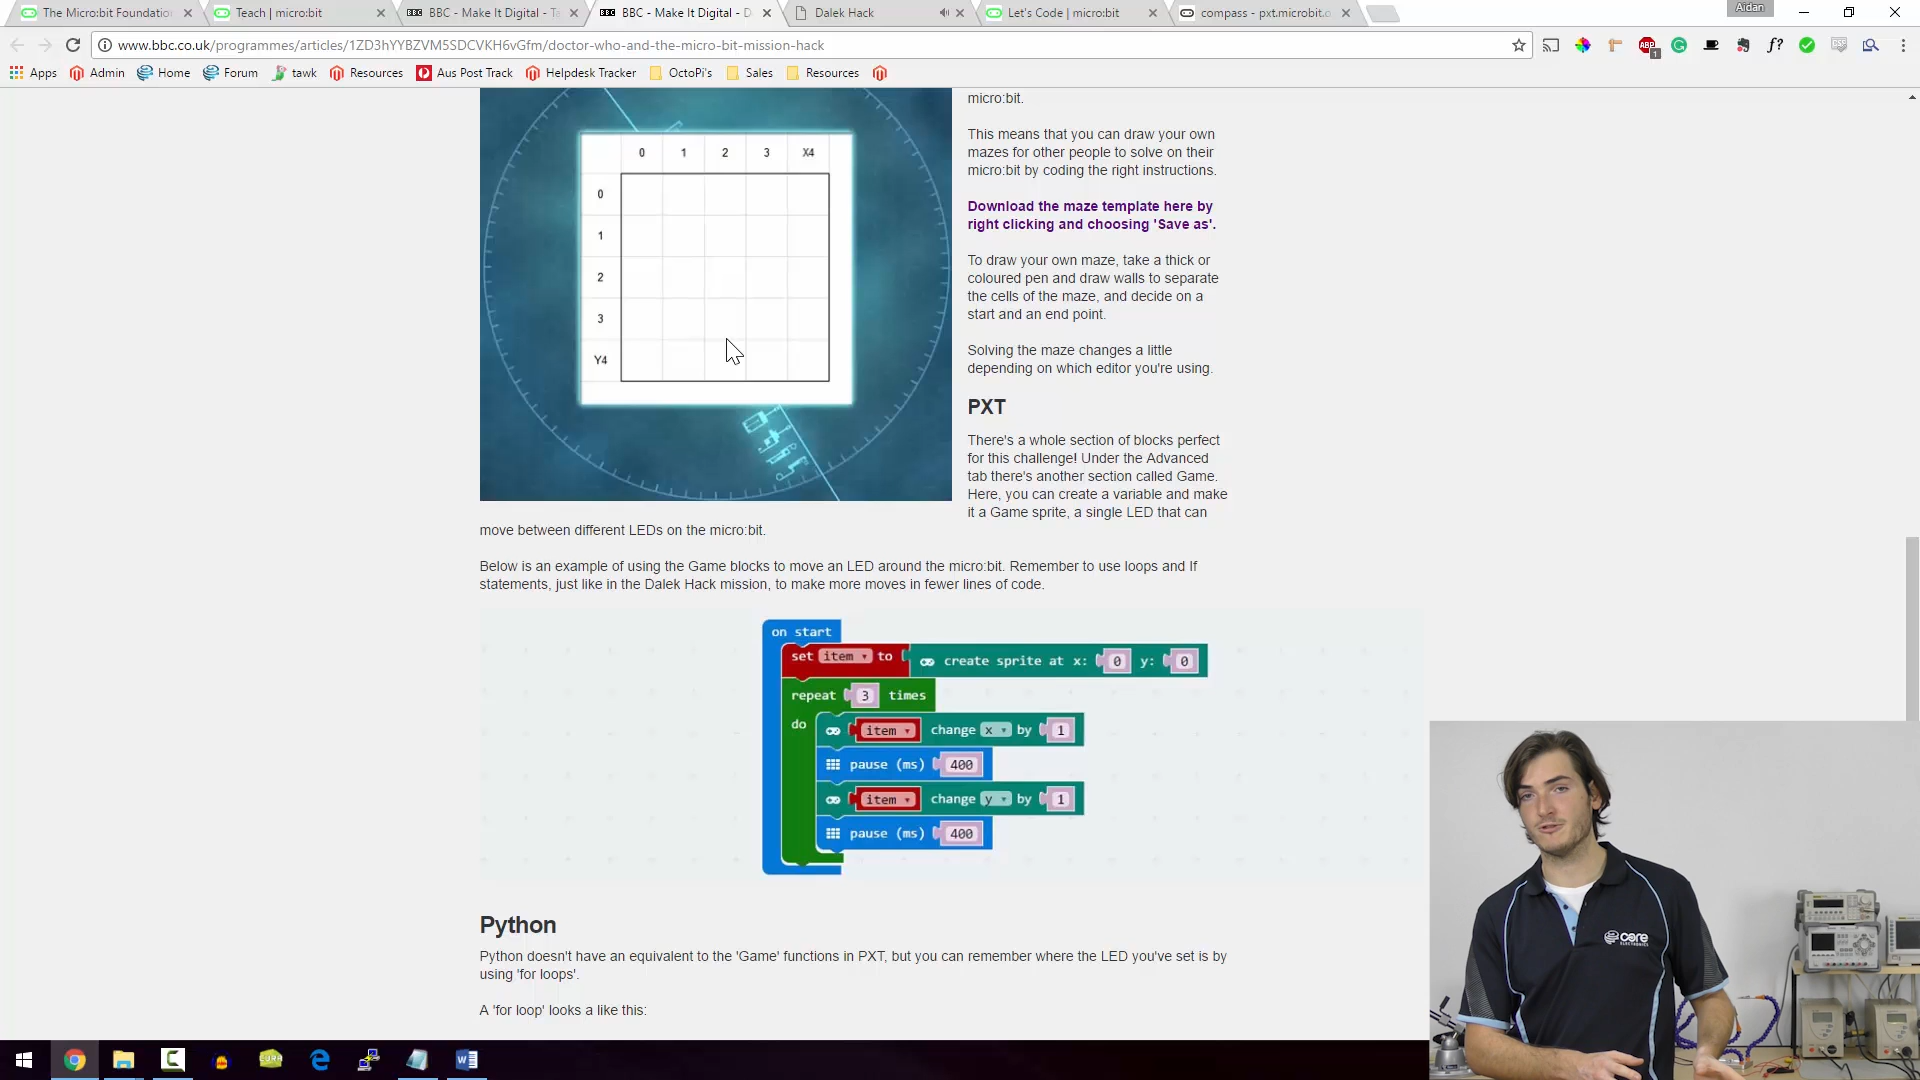 The Micro:bit Foundatio
Teach | micro:bit
BBC - Make It Digital - Te
BBC - Make It Digital - D
Dalek Hack
Let's Code | micro:bit
compass - pxt.microbit.o
Aidan
www.bbc.co.uk/programmes/articles/1ZD3hYYBZVM5SDCVKH6vGfm/doctor-who-and-the-micro-bit-mission-hack
ABP
1
f?
Apps
Admin
Home
Forum
tawk
Resources
Aus Post Track
Helpdesk Tracker
OctoPi's
Sales
Resources
0 1 2 3 X4
0
1
2
3
Y4
micro:bit.
This means that you can draw your own
mazes for other people to solve on their
micro:bit by coding the right instructions.
Download the maze template here by
right clicking and choosing 'Save as'.
To draw your own maze, take a thick or
coloured pen and draw walls to separate
the cells of the maze, and decide on a
start and an end point.
Solving the maze changes a little
depending on which editor you're using.
PXT
There's a whole section of blocks perfect
for this challenge! Under the Advanced
tab there's another section called Game.
Here, you can create a variable and make
it a Game sprite, a single LED that can
move between different LEDs on the micro:bit.
Below is an example of using the Game blocks to move an LED around the micro:bit. Remember to use loops and If
statements, just like in the Dalek Hack mission, to make more moves in fewer lines of code.
on start
set item to create sprite at x: 0 y: 0
repeat 3 times
do item change x by 1
pause (ms) 400
item change y by 1
pause (ms) 400
Python
Python doesn't have an equivalent to the 'Game' functions in PXT, but you can remember where the LED you've set is by
using 'for loops'.
A 'for loop' looks a like this:
core
ELECTRONICS
CURA